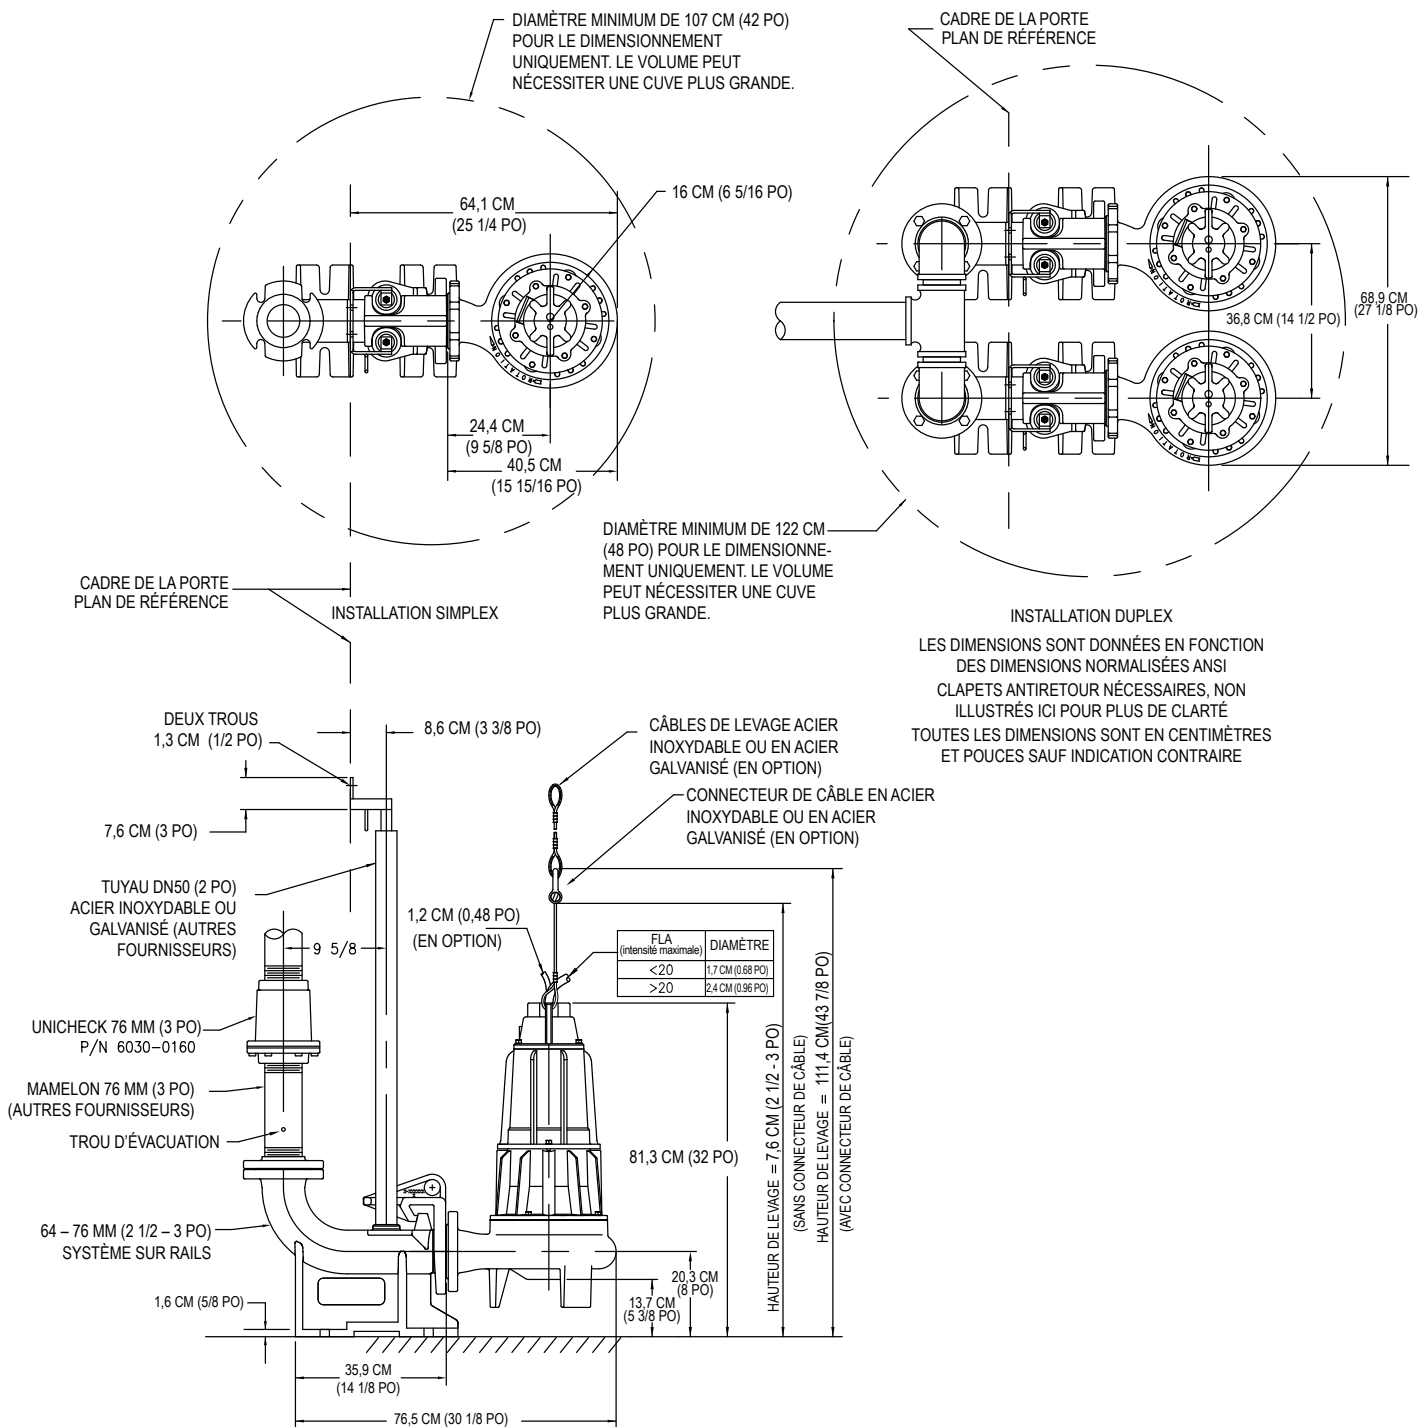 DIAMÈTRE MINIMUM DE 107 CM (42 PO)
POUR LE DIMENSIONNEMENT
UNIQUEMENT. LE VOLUME PEUT
NÉCESSITER UNE CUVE PLUS GRANDE.
CADRE DE LA PORTE
PLAN DE RÉFÉRENCE
64,1 CM
(25 1/4 PO)
16 CM (6 5/16 PO)
24,4 CM
(9 5/8 PO)
40,5 CM
(15 15/16 PO)
ROTATION
ROTATION
ROTATION
36,8 CM (14 1/2 PO)
68,9 CM
(27 1/8 PO)
DIAMÈTRE MINIMUM DE 122 CM
(48 PO) POUR LE DIMENSIONNE-
MENT UNIQUEMENT. LE VOLUME
PEUT NÉCESSITER UNE CUVE
PLUS GRANDE.
CADRE DE LA PORTE
PLAN DE RÉFÉRENCE
INSTALLATION SIMPLEX
INSTALLATION DUPLEX
LES DIMENSIONS SONT DONNÉES EN FONCTION
DES DIMENSIONS NORMALISÉES ANSI
CLAPETS ANTIRETOUR NÉCESSAIRES, NON
ILLUSTRÉS ICI POUR PLUS DE CLARTÉ
TOUTES LES DIMENSIONS SONT EN CENTIMÈTRES
ET POUCES SAUF INDICATION CONTRAIRE
DEUX TROUS
1,3 CM (1/2 PO)
8,6 CM (3 3/8 PO)
7,6 CM (3 PO)
CÂBLES DE LEVAGE ACIER
INOXYDABLE OU EN ACIER
GALVANISÉ (EN OPTION)
CONNECTEUR DE CÂBLE EN ACIER
INOXYDABLE OU EN ACIER
GALVANISÉ (EN OPTION)
TUYAU DN50 (2 PO)
ACIER INOXYDABLE OU
GALVANISÉ (AUTRES
FOURNISSEURS)
9 5/8
1,2 CM (0,48 PO)
(EN OPTION)
FLA
(intensité maximale)
DIAMÈTRE
<20
1,7 CM (0.68 PO)
>20
2,4 CM (0.96 PO)
UNICHECK 76 MM (3 PO)
P/N 6030-0160
MAMELON 76 MM (3 PO)
(AUTRES FOURNISSEURS)
TROU D'ÉVACUATION
64 – 76 MM (2 1/2 – 3 PO)
SYSTÈME SUR RAILS
1,6 CM (5/8 PO)
81,3 CM (32 PO)
20,3 CM
(8 PO)
13,7 CM
(5 3/8 PO)
HAUTEUR DE LEVAGE = 7,6 CM (2 1/2 - 3 PO)
(SANS CONNECTEUR DE CÂBLE)
HAUTEUR DE LEVAGE = 111,4 CM(43 7/8 PO)
(AVEC CONNECTEUR DE CÂBLE)
35,9 CM
(14 1/8 PO)
76,5 CM (30 1/8 PO)